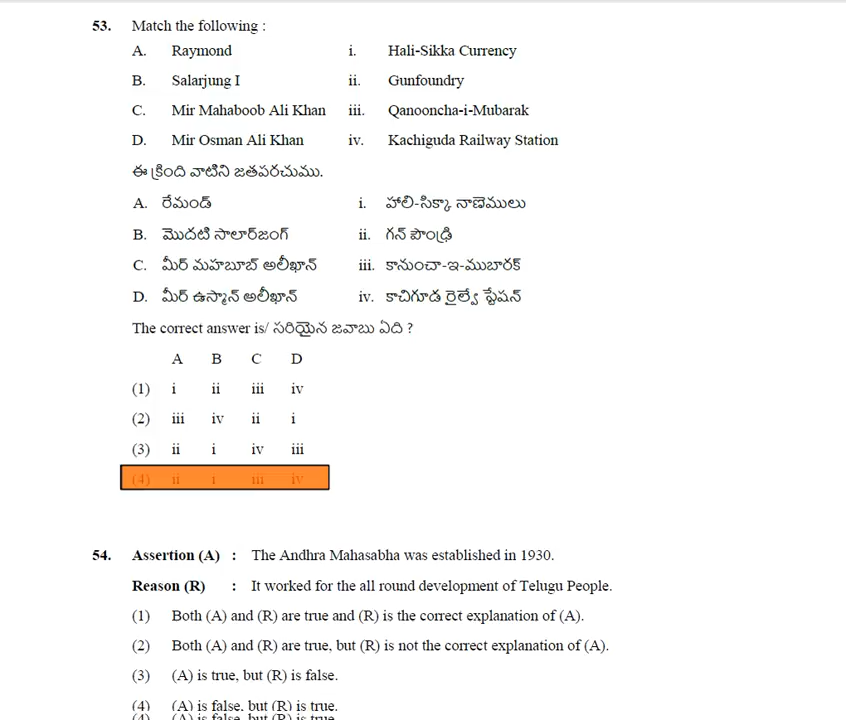 53. Match the following :
A. Raymond i. Hali-Sikka Currency
B. Salarjung I ii. Gunfoundry
C. Mir Mahaboob Ali Khan iii. Qanooncha-i-Mubarak
D. Mir Osman Ali Khan iv. Kachiguda Railway Station
ఈ క్రింది వాటిని జతపరచుము.
A. రేమండ్ i. హాలి-సిక్కా నాణెములు
B. మొదటి సాలార్‌జంగ్ ii. గన్ ఫౌండ్రి
C. మీర్ మహబూబ్ అలీఖాన్ iii. కానుంచా-ఇ-ముబారక్
D. మీర్ ఉస్మాన్ అలీఖాన్ iv. కాచిగూడ రైల్వే స్టేషన్
The correct answer is/ సరియైన జవాబు ఏది ?
A B C D
(1) i ii iii iv
(2) iii iv ii i
(3) ii i iv iii
(4) ii i iii iv
54. Assertion (A) : The Andhra Mahasabha was established in 1930.
Reason (R) : It worked for the all round development of Telugu People.
(1) Both (A) and (R) are true and (R) is the correct explanation of (A).
(2) Both (A) and (R) are true, but (R) is not the correct explanation of (A).
(3) (A) is true, but (R) is false.
(4) (A) is false, but (R) is true.
(4) (A) is false, but (R) is true